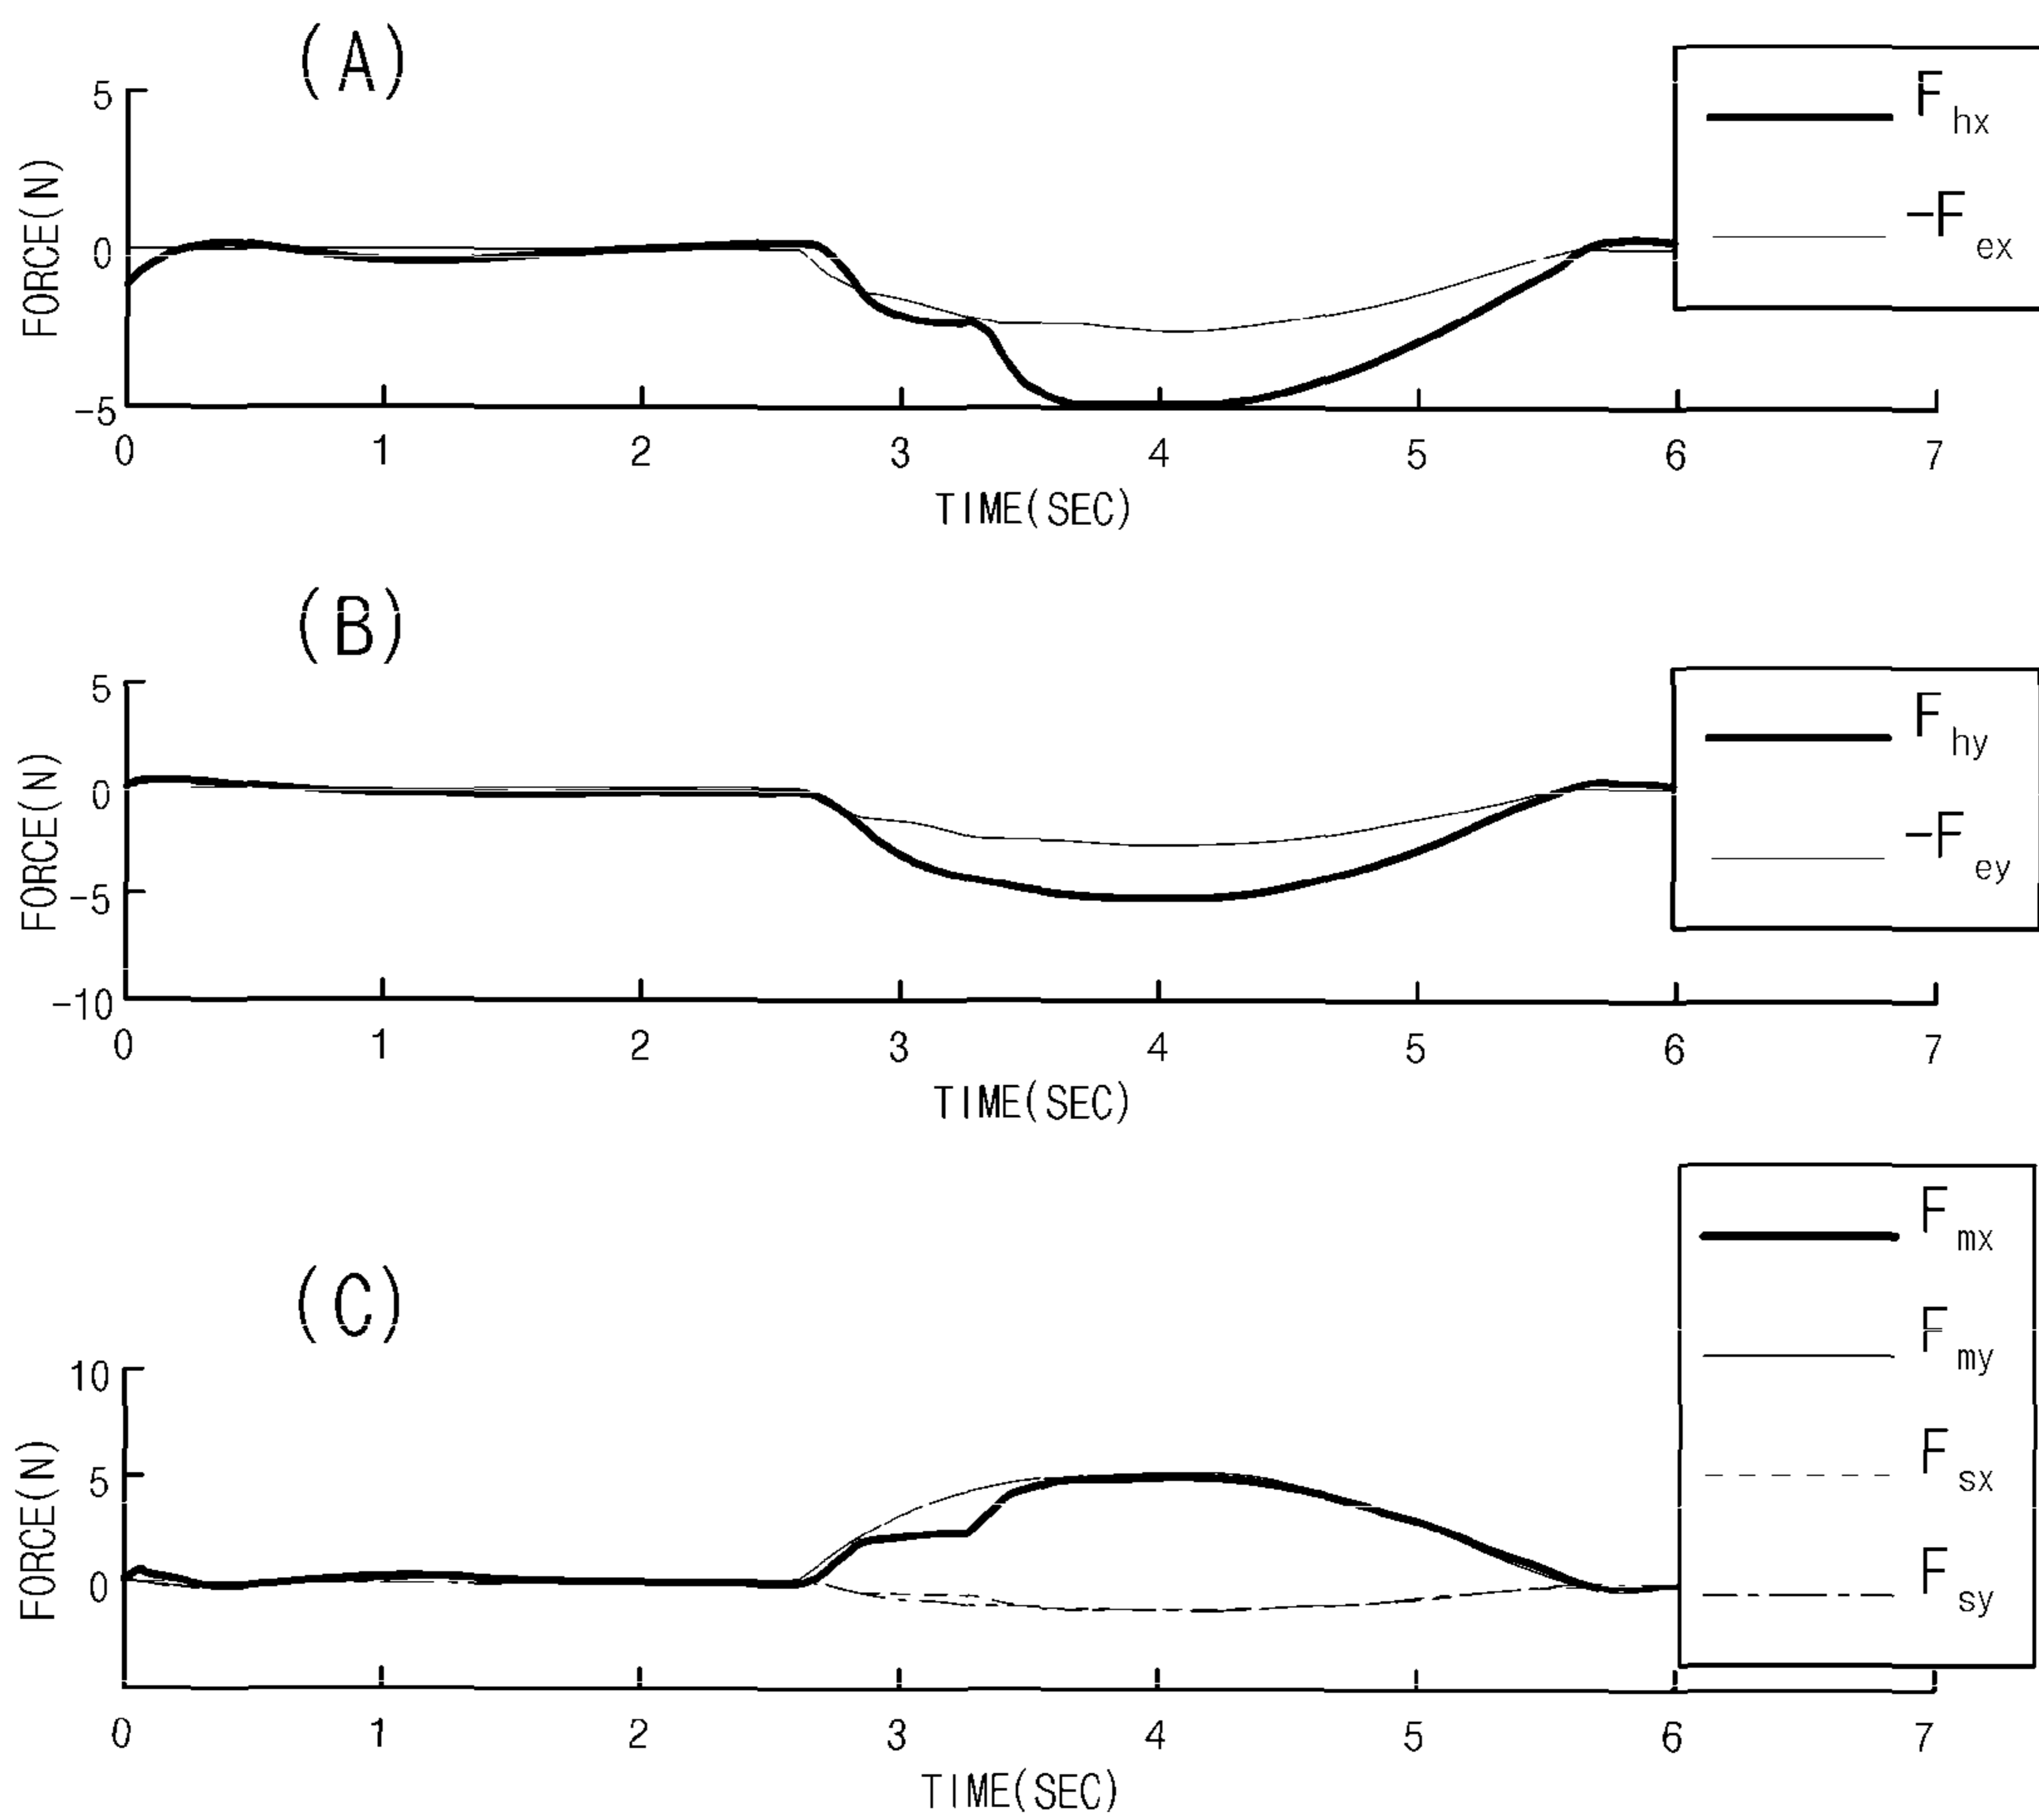 (A)
5
0
-5
FORCE(N)
0 1 2 3 4 5 6 7
TIME(SEC)
F hx
-F ex
(B)
5
0
-5
-10
FORCE(N)
0 1 2 3 4 5 6 7
TIME(SEC)
F hy
-F ey
(C)
10
5
0
FORCE(N)
0 1 2 3 4 5 6 7
TIME(SEC)
F mx
F my
F sx
F sy